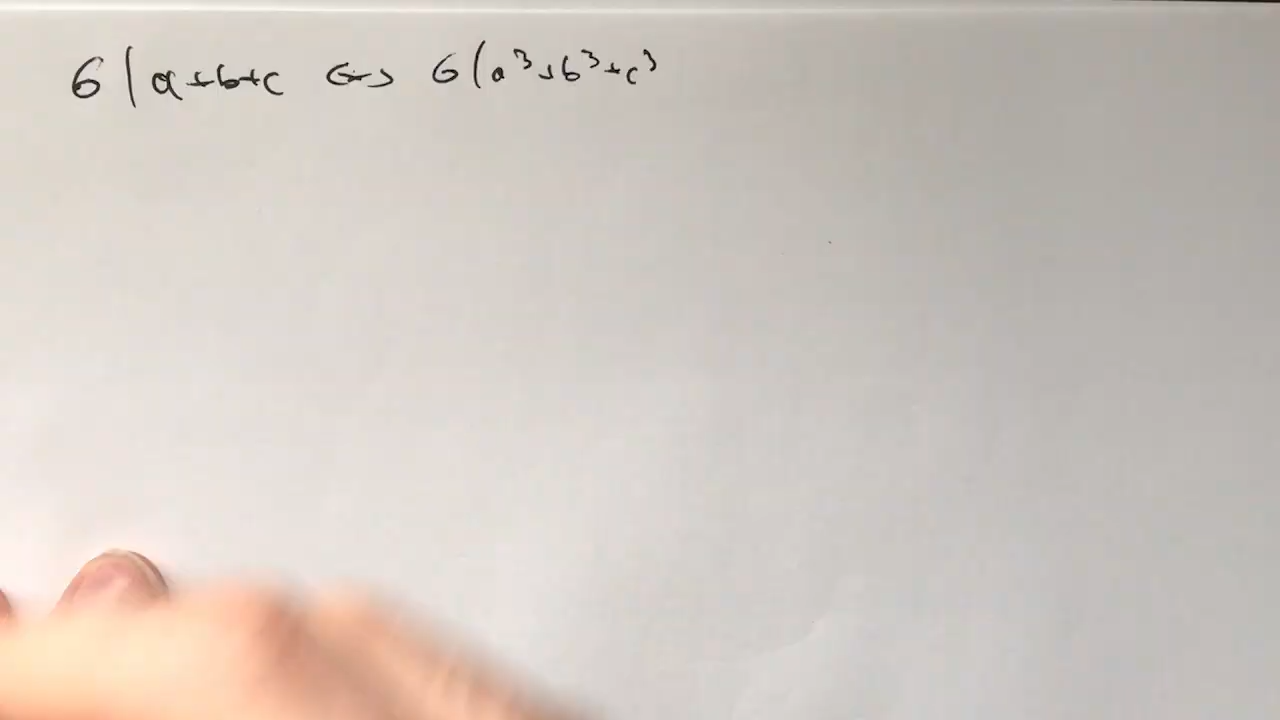 6 | a+b+c ⟺ 6 | a³+b³+c³